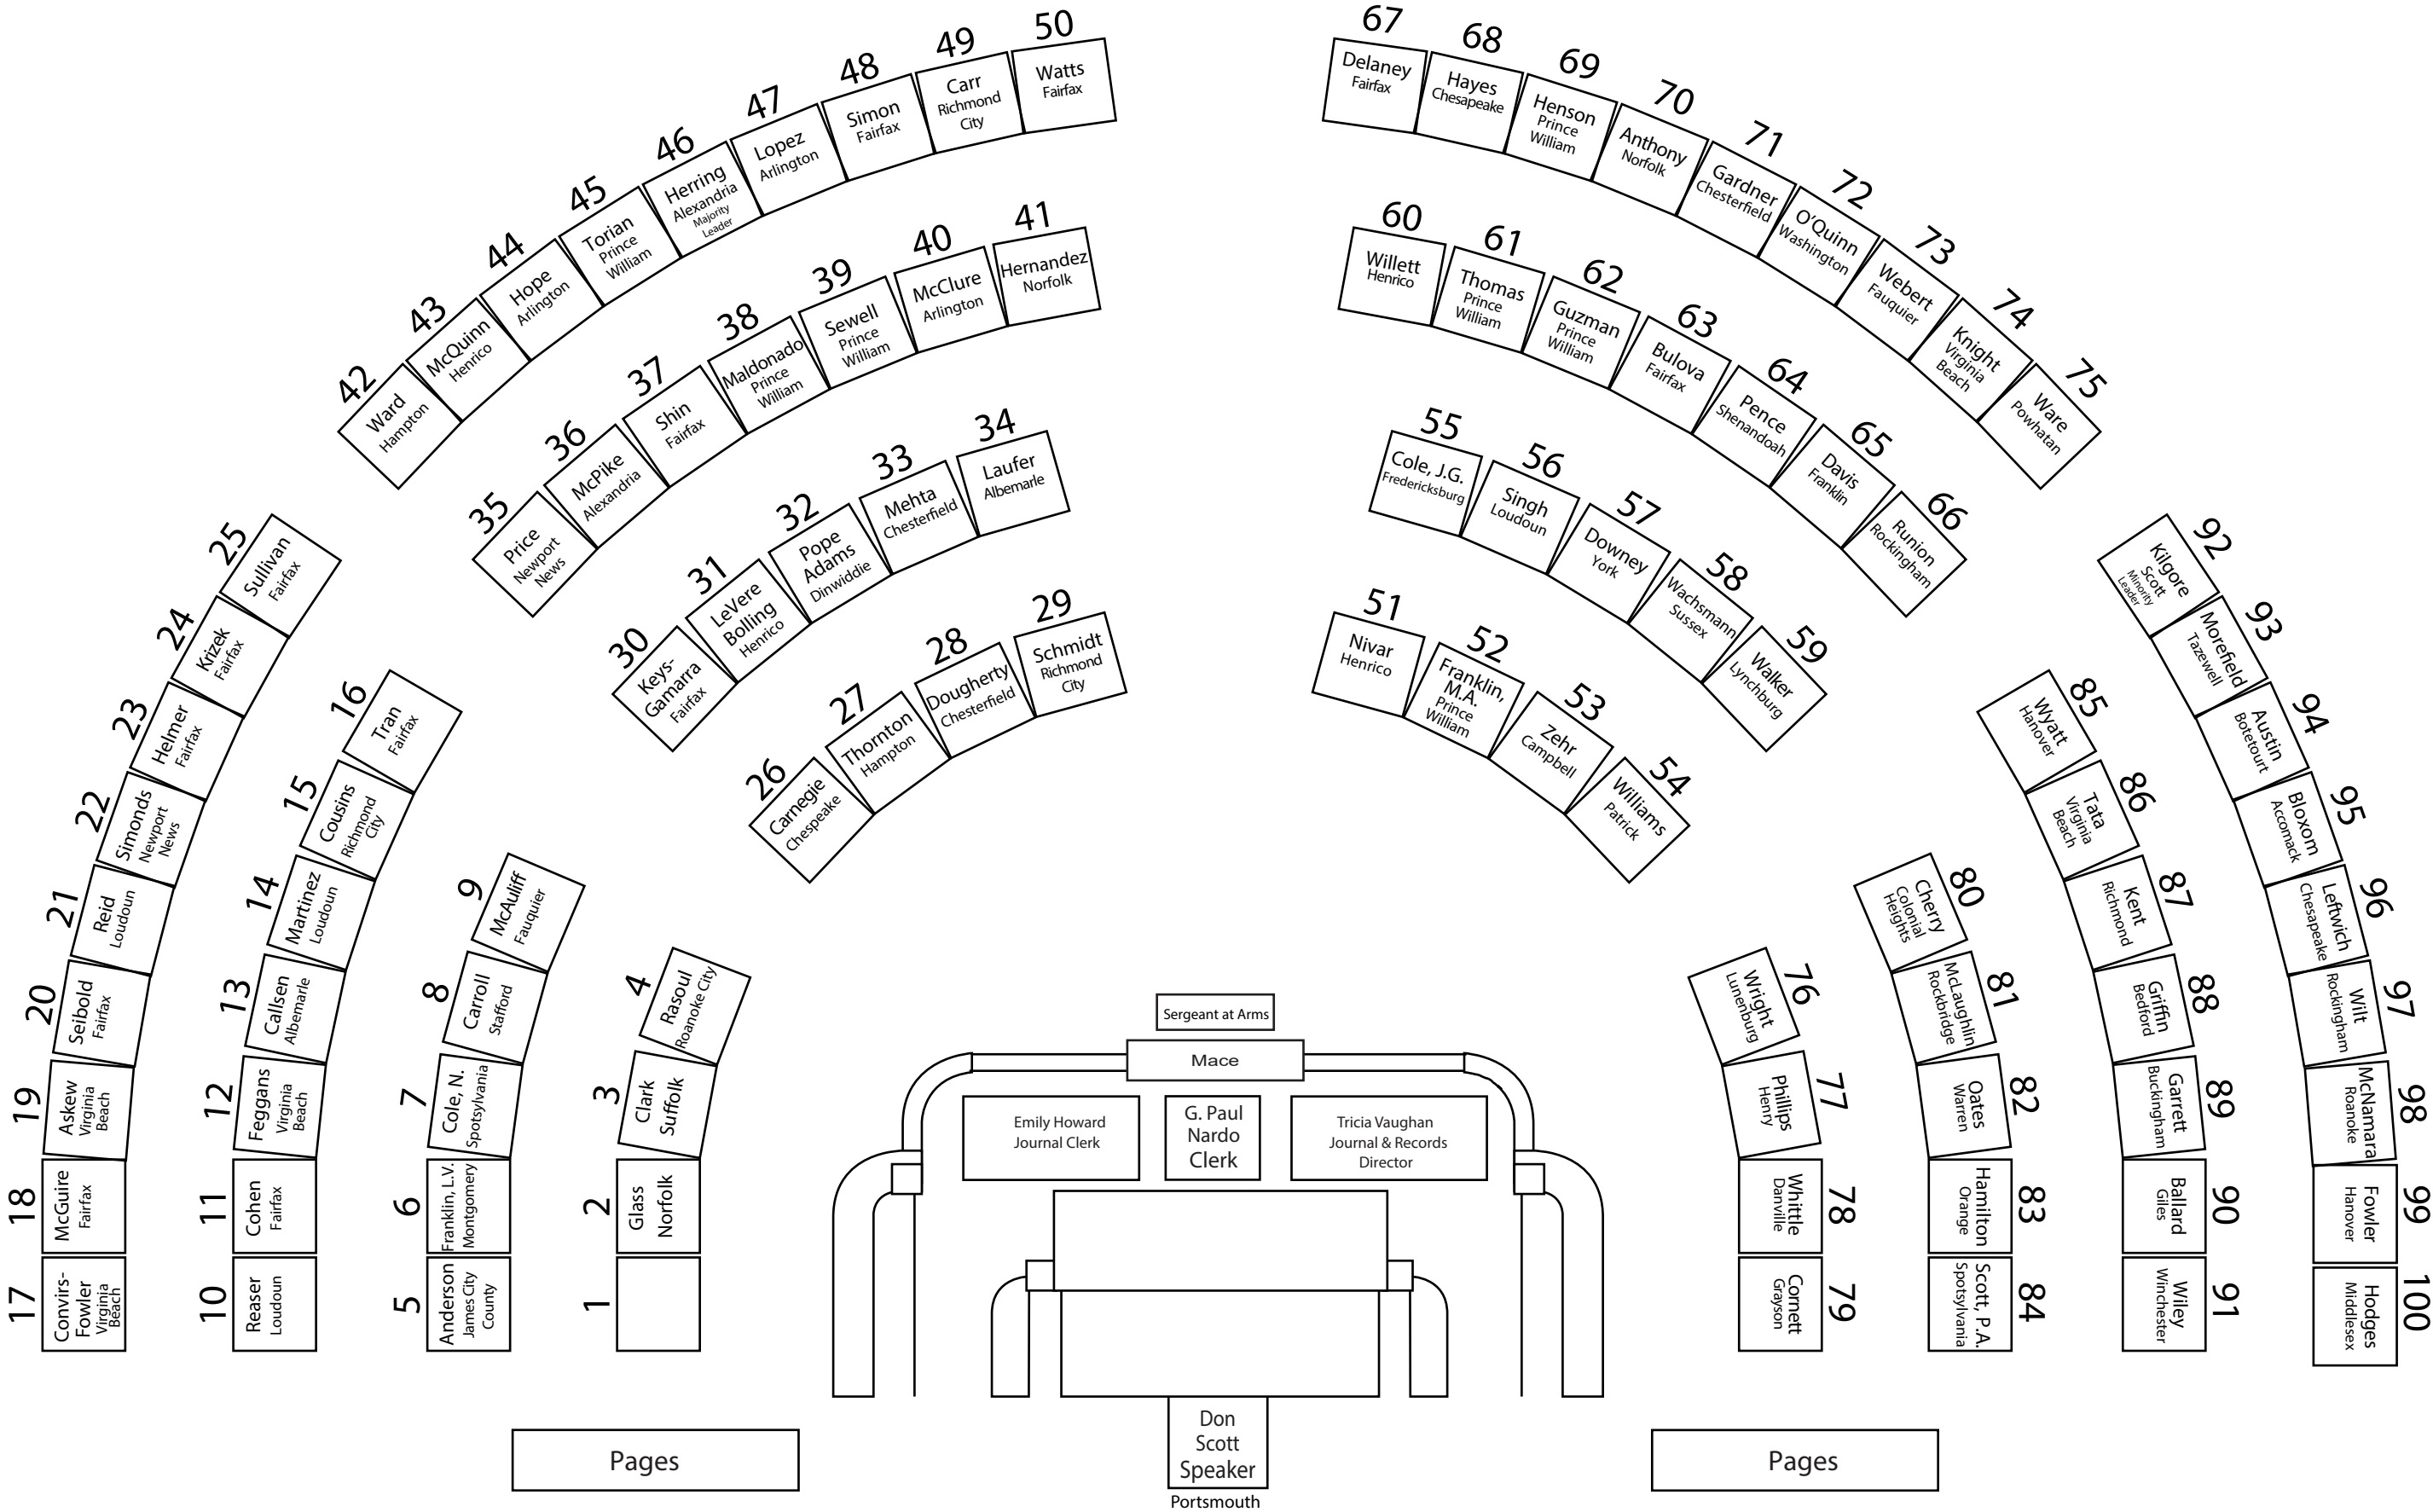 50
Watts
Fairfax
49
Carr
Richmond
City
48
Simon
Fairfax
47
Lopez
Arlington
46
Herring
Alexandria
Majority
Leader
45
Torian
Prince
William
44
Hope
Arlington
43
McQuinn
Henrico
42
Ward
Hampton
67
Delaney
Fairfax
68
Hayes
Chesapeake
69
Henson
Prince
William
70
Anthony
Norfolk
71
Gardner
Chesterfield
72
O’Quinn
Washington
73
Webert
Fauquier
74
Knight
Virginia
Beach
75
Ware
Powhatan
41
Hernandez
Norfolk
40
McClure
Arlington
39
Sewell
Prince
William
38
Maldonado
Prince
William
37
Shin
Fairfax
36
McPike
Alexandria
35
Price
Newport
News
60
Willett
Henrico
61
Thomas
Prince
William
62
Guzman
Prince
William
63
Bulova
Fairfax
64
Pence
Shenandoah
65
Davis
Franklin
66
Runion
Rockingham
34
Laufer
Albemarle
33
Mehta
Chesterfield
32
Pope
Adams
Dinwiddie
31
LeVere
Bolling
Henrico
30
Keys-
Gamarra
Fairfax
55
Cole, J.G.
Fredericksburg
56
Singh
Loudoun
57
Downey
York
58
Wachsmann
Sussex
59
Walker
Lynchburg
29
Schmidt
Richmond
City
28
Dougherty
Chesterfield
27
Thornton
Hampton
26
Carnegie
Chespeake
51
Nivar
Henrico
52
Franklin,
M.A.
Prince
William
53
Zehr
Campbell
54
Williams
Patrick
25
Sullivan
Fairfax
24
Krizek
Fairfax
23
Helmer
Fairfax
22
Simonds
Newport
News
21
Reid
Loudoun
20
Seibold
Fairfax
19
Askew
Virginia
Beach
18
McGuire
Fairfax
17
Convirs-
Fowler
Virginia
Beach
16
Tran
Fairfax
15
Cousins
Richmond
City
14
Martinez
Loudoun
13
Callsen
Albemarle
12
Feggans
Virginia
Beach
11
Cohen
Fairfax
10
Reaser
Loudoun
9
McAuliff
Fauquier
8
Carroll
Stafford
7
Cole, N.
Spotsylvania
6
Franklin, L.V.
Montgomery
5
Anderson
James City
County
4
Rasoul
Roanoke City
3
Clark
Suffolk
2
Glass
Norfolk
1
76
Wright
Lunenburg
77
Phillips
Henry
78
Whittle
Danville
79
Cornett
Grayson
80
Cherry
Colonial
Heights
81
McLaughlin
Rockbridge
82
Oates
Warren
83
Hamilton
Orange
84
Scott, P.A.
Spotsylvania
85
Wyatt
Hanover
86
Tata
Virginia
Beach
87
Kent
Richmond
88
Griffin
Bedford
89
Garrett
Buckingham
90
Ballard
Giles
91
Wiley
Winchester
92
Kilgore
Scott
Minority
Leader
93
Morefield
Tazewell
94
Austin
Botetourt
95
Bloxom
Accomack
96
Leftwich
Chesapeake
97
Wilt
Rockingham
98
McNamara
Roanoke
99
Fowler
Hanover
100
Hodges
Middlesex
Sergeant at Arms
Mace
Emily Howard
Journal Clerk
G. Paul
Nardo
Clerk
Tricia Vaughan
Journal & Records
Director
Don
Scott
Speaker
Portsmouth
Pages
Pages